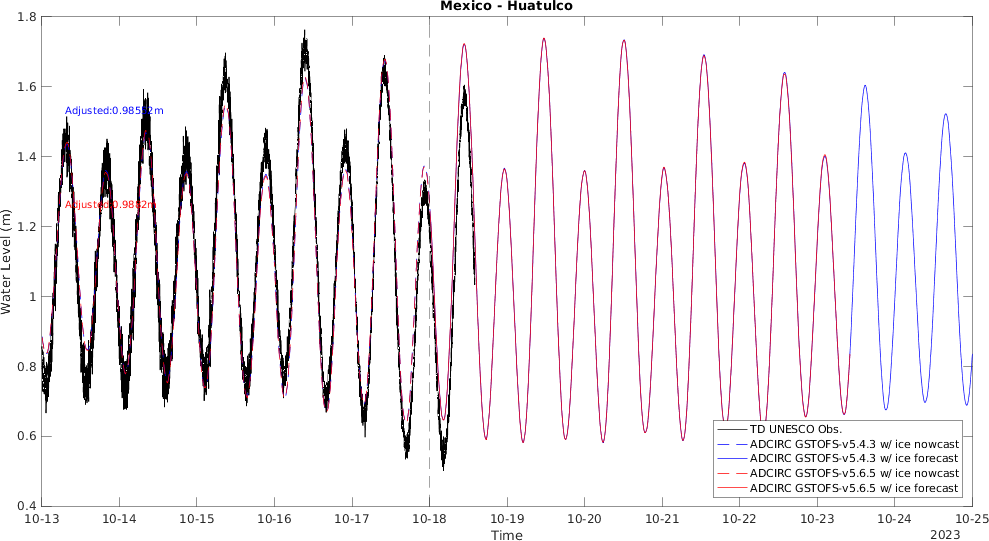 Mexico - Huatulco
1.8
1.6
1.4
1.2
1
0.8
0.6
0.4
Water Level (m)
Adjusted:0.98552m
Adjusted:0.9882m
TD UNESCO Obs.
ADCIRC GSTOFS-v5.4.3 w/ ice nowcast
ADCIRC GSTOFS-v5.4.3 w/ ice forecast
ADCIRC GSTOFS-v5.6.5 w/ ice nowcast
ADCIRC GSTOFS-v5.6.5 w/ ice forecast
10-13 10-14 10-15 10-16 10-17 10-18 10-19 10-20 10-21 10-22 10-23 10-24 10-25
Time
2023